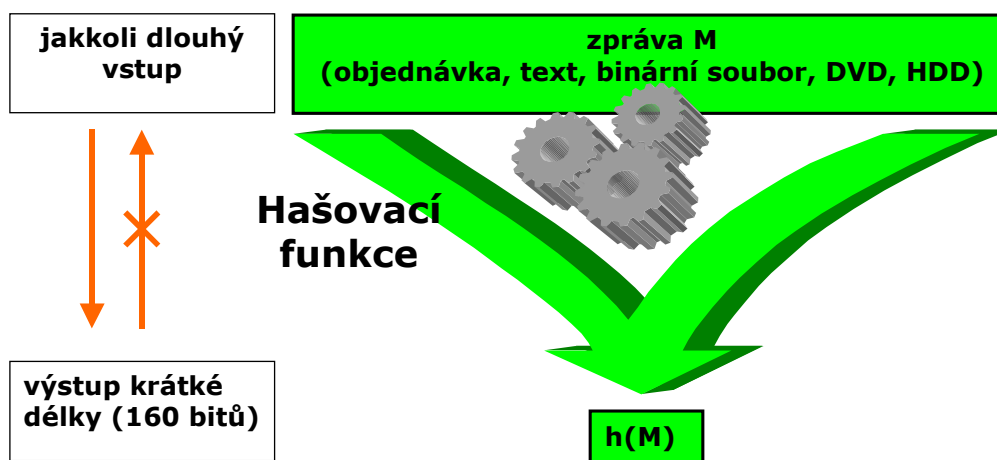 jakkoli dlouhý
vstup
zpráva M
(objednávka, text, binární soubor, DVD, HDD)
Hašovací
funkce
výstup krátké
délky (160 bitů)
h(M)